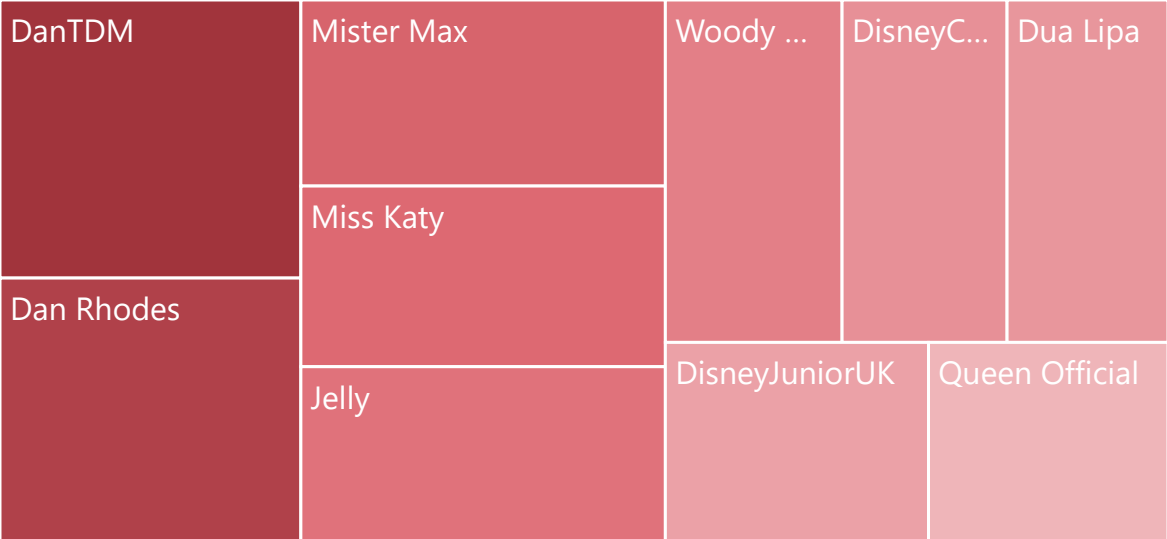 DanTDM
Mister Max
Woody ...
DisneyC...
Dua Lipa
Miss Katy
Dan Rhodes
Jelly
DisneyJuniorUK
Queen Official